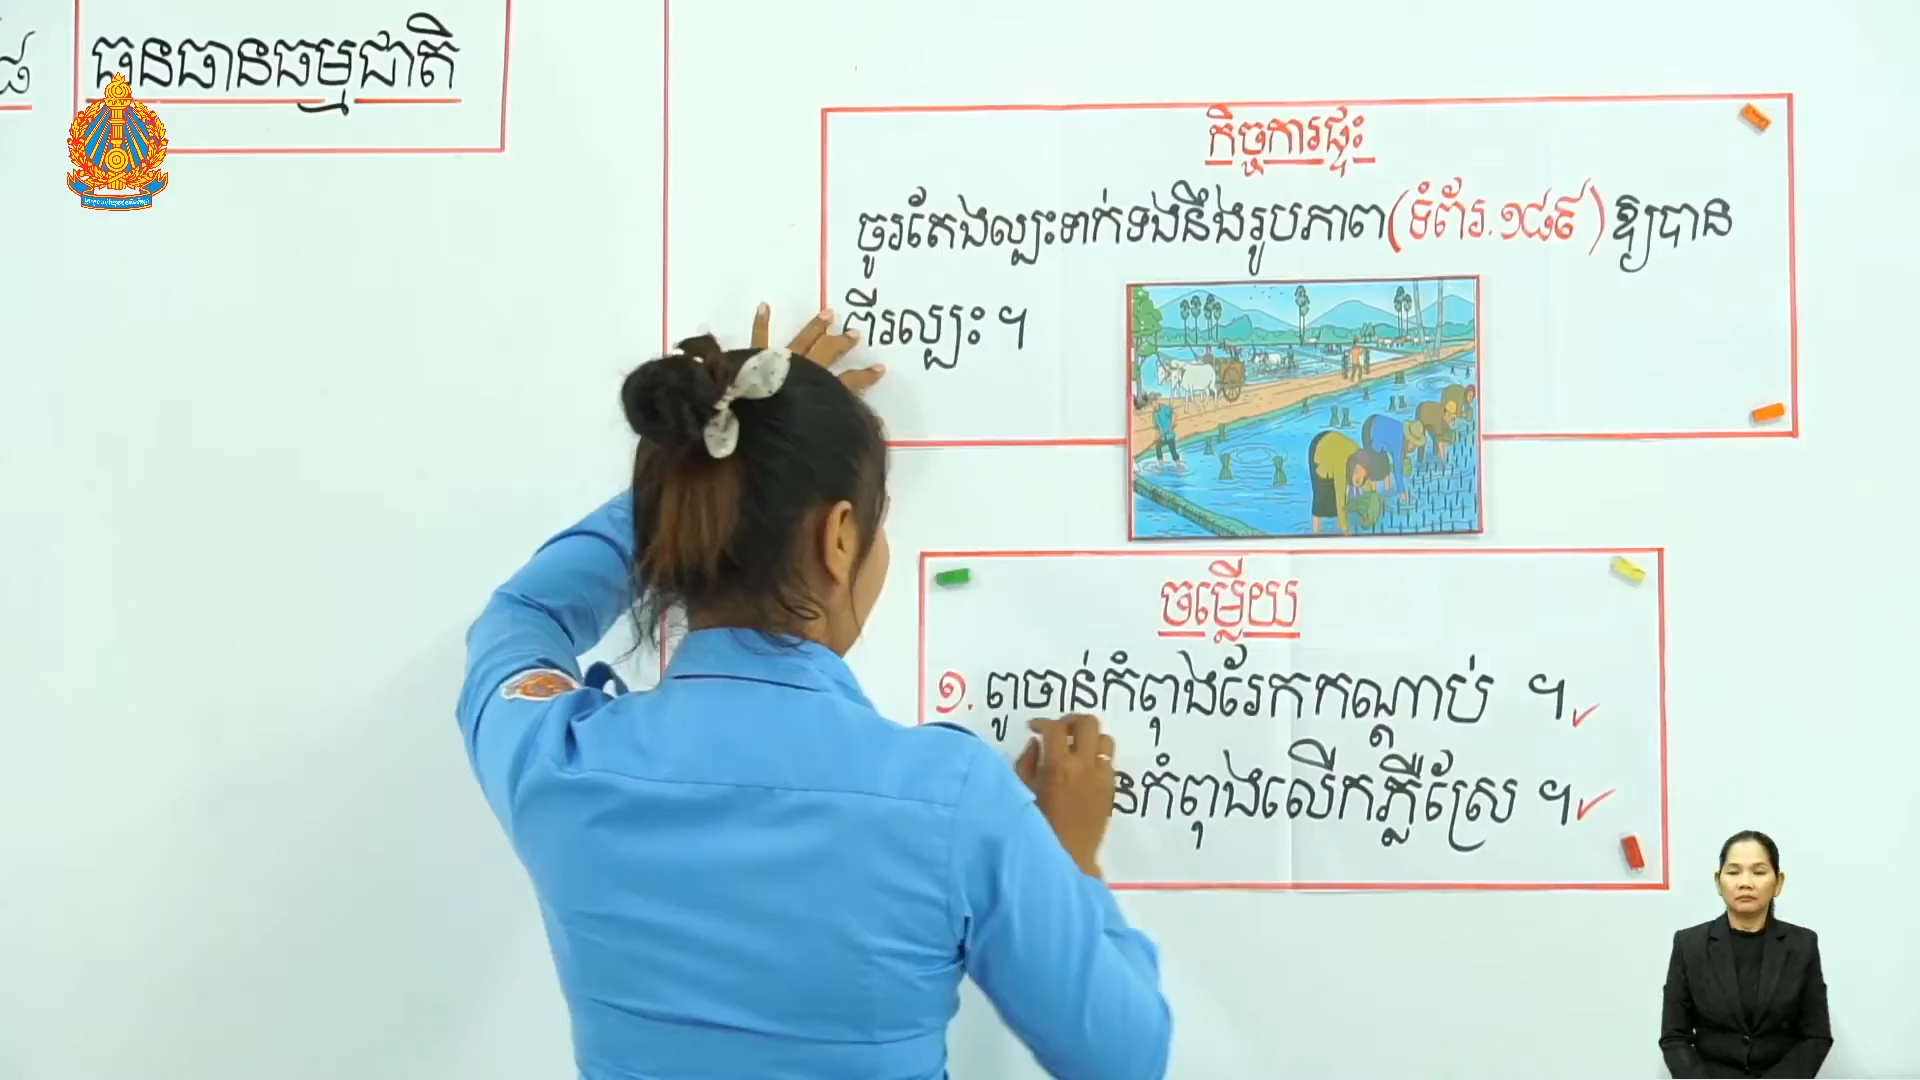 ធនធានធម្មជាតិ
កិច្ចការផ្ទះ
ចូរតែងល្បះទាក់ទងនឹងរូបភាព(ទំព័រ.១៨៩)ឱ្យបាន
ពីរល្បះ ។
ចម្លើយ
១. ពូចាន់កំពុងរែកកណ្ដាប់ ។
កំពុងលើកភ្លឺស្រែ ។